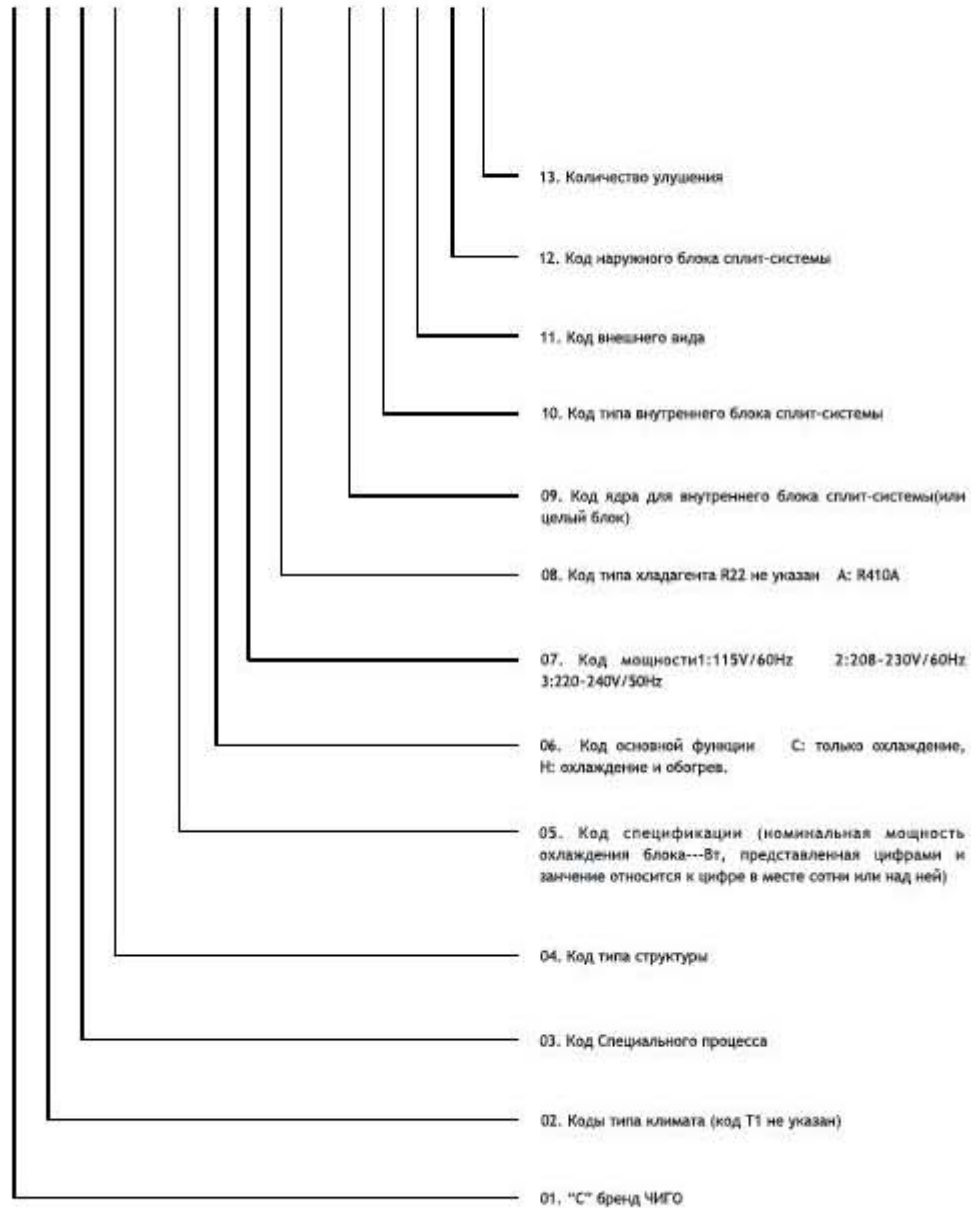 13. Количество улушения
12. Код наружного блока сплит-системы
11. Код внешнего вида
10. Код типа внутреннего блока сплит-системы
09. Код ядра для внутреннего блока сплит-системы(или
целый блок)
08. Код типа хладагента R22 не указан А: R410A
07. Код мощности1:115V/60Hz 2:208-230V/60Hz
3:220-240V/50Hz
06. Код основной функции С: только охлаждение,
Н: охлаждение и обогрев.
05. Код спецификации (номинальная мощность
охлаждения блока---Вт, представленная цифрами и
занчение относится к цифре в месте сотни или над ней)
04. Код типа структуры
03. Код Специального процесса
02. Коды типа климата (код Т1 не указан)
01. "С" бренд ЧИГО